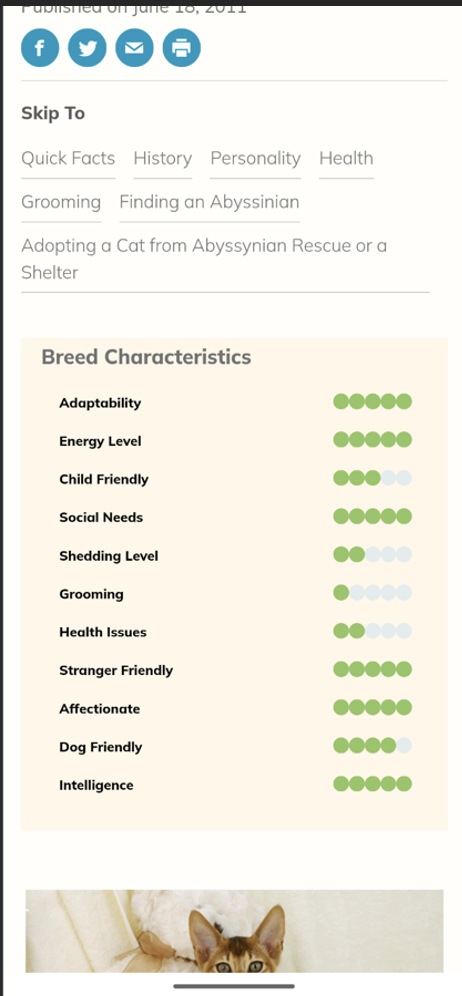 Published on June 18, 2011
Skip To
Quick Facts History Personality Health
Grooming Finding an Abyssinian
Adopting a Cat from Abyssynian Rescue or a
Shelter
Breed Characteristics
Adaptability
Energy Level
Child Friendly
Social Needs
Shedding Level
Grooming
Health Issues
Stranger Friendly
Affectionate
Dog Friendly
Intelligence